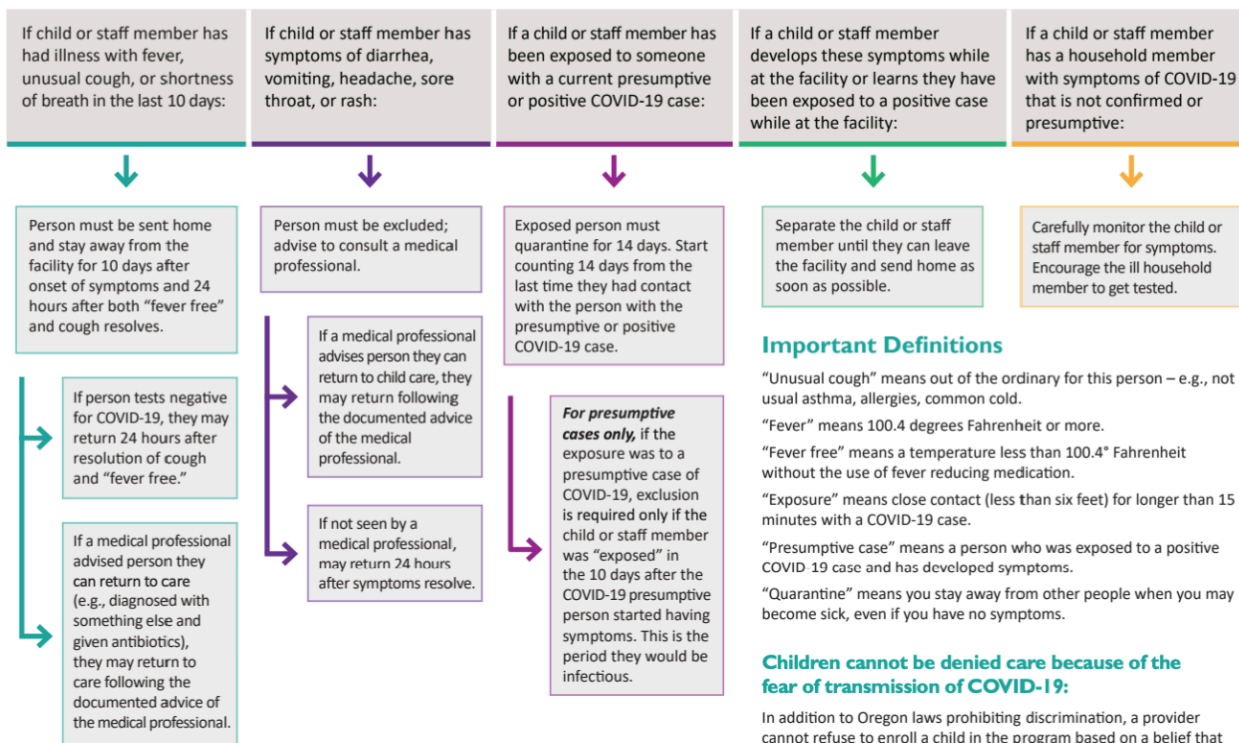 If child or staff member has
had illness with fever,
unusual cough, or shortness
of breath in the last 10 days:
Person must be sent home
and stay away from the
facility for 10 days after
onset of symptoms and 24
hours after both “fever free”
and cough resolves.
If person tests negative
for COVID-19, they may
return 24 hours after
resolution of cough
and “fever free.”
If a medical professional
advised person they
can return to care
(e.g., diagnosed with
something else and
given antibiotics),
they may return to
care following the
documented advice of
the medical professional.
If child or staff member has
symptoms of diarrhea,
vomiting, headache, sore
throat, or rash:
Person must be excluded;
advise to consult a medical
professional.
If a medical professional
advises person they can
return to child care, they
may return following
the documented advice
of the medical
professional.
If not seen by a
medical professional,
may return 24 hours
after symptoms resolve.
If a child or staff member has
been exposed to someone
with a current presumptive
or positive COVID-19 case:
Exposed person must
quarantine for 14 days. Start
counting 14 days from the
last time they had contact
with the person with the
presumptive or positive
COVID-19 case.
For presumptive
cases only, if the
exposure was to a
presumptive case of
COVID-19, exclusion
is required only if the
child or staff member
was “exposed” in
the 10 days after the
COVID-19 presumptive
person started having
symptoms. This is the
period they would be
infectious.
If a child or staff member
develops these symptoms while
at the facility or learns they have
been exposed to a positive case
while at the facility:
Separate the child or staff
member until they can leave
the facility and send home as
soon as possible.
If a child or staff member
has a household member
with symptoms of COVID-19
that is not confirmed or
presumptive:
Carefully monitor the child or
staff member for symptoms.
Encourage the ill household
member to get tested.
Important Definitions
“Unusual cough” means out of the ordinary for this person – e.g., not
usual asthma, allergies, common cold.
“Fever” means 100.4 degrees Fahrenheit or more.
“Fever free” means a temperature less than 100.4° Fahrenheit
without the use of fever reducing medication.
“Exposure” means close contact (less than six feet) for longer than 15
minutes with a COVID-19 case.
“Presumptive case” means a person who was exposed to a positive
COVID-19 case and has developed symptoms.
“Quarantine” means you stay away from other people when you may
become sick, even if you have no symptoms.
Children cannot be denied care because of the
fear of transmission of COVID-19:
In addition to Oregon laws prohibiting discrimination, a provider
cannot refuse to enroll a child in the program based on a belief that